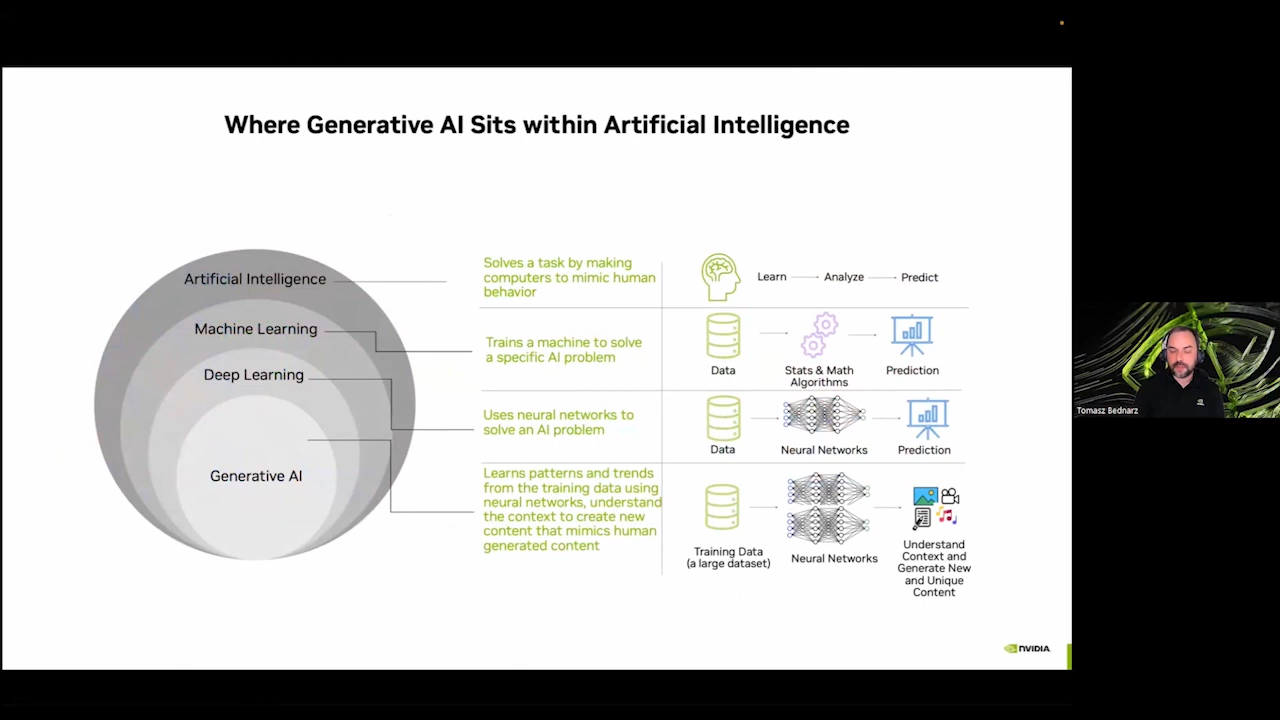 Where Generative AI Sits within Artificial Intelligence
Artificial Intelligence
Machine Learning
Deep Learning
Generative AI
Solves a task by making
computers to mimic human
behavior
Learn
Analyze
Predict
Trains a machine to solve
a specific AI problem
Data
Stats & Math
Algorithms
Prediction
Uses neural networks to
solve an AI problem
Data
Neural Networks
Prediction
Learns patterns and trends
from the training data using
neural networks, understand
the context to create new
content that mimics human
generated content
Training Data
(a large dataset)
Neural Networks
Understand
Context and
Generate New
and Unique
Content
NVIDIA
Tomasz Bednarz